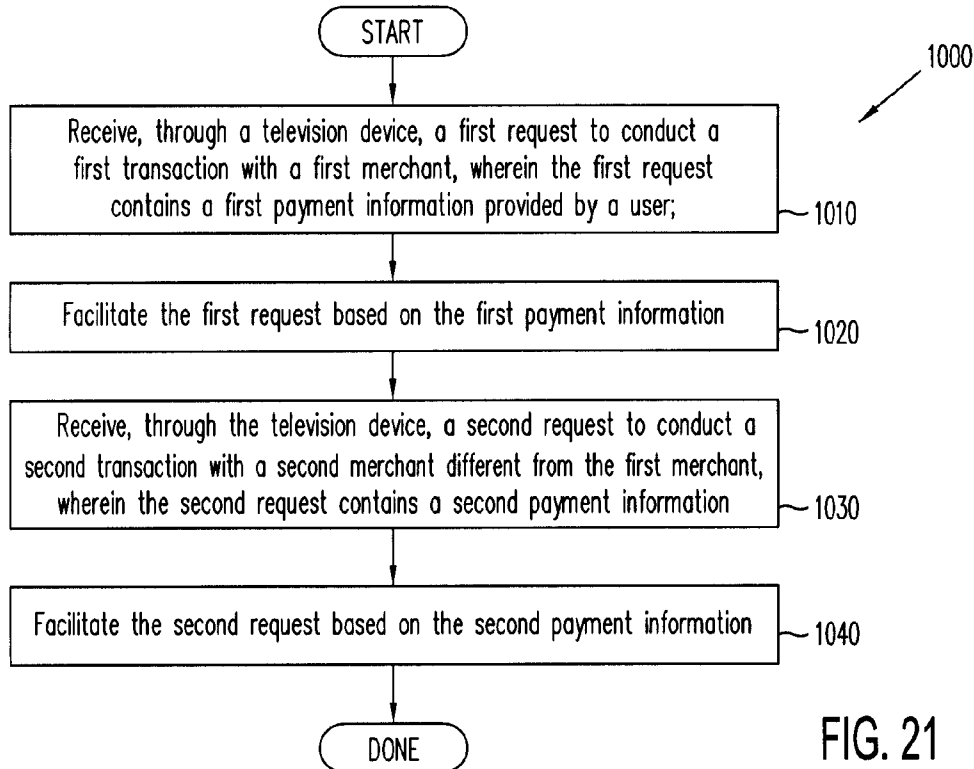 START
1000
Receive, through a television device, a first request to conduct a
first transaction with a first merchant, wherein the first request
contains a first payment information provided by a user;
1010
Facilitate the first request based on the first payment information
1020
Receive, through the television device, a second request to conduct a
second transaction with a second merchant different from the first merchant,
wherein the second request contains a second payment information
1030
Facilitate the second request based on the second payment information
1040
DONE
FIG. 21